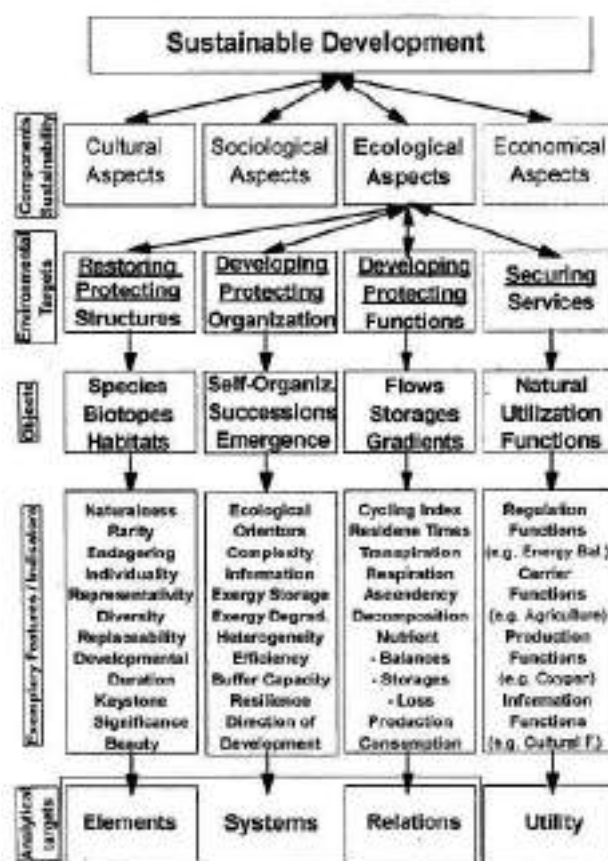 Sustainable Development
Components
Sustainability
Cultural
Aspects
Sociological
Aspects
Ecological
Aspects
Economical
Aspects
Environmental
Targets
Restoring
Protecting
Structures
Developing
Protecting
Organization
Developing
Protecting
Functions
Securing
Services
Objects
Species
Biotopes
Habitats
Self-Organiz.
Successions
Emergence
Flows
Storages
Gradients
Natural
Utilization
Functions
Exemplary Features / Indicators
Naturalness
Rarity
Endagering
Individuality
Representativity
Diversity
Replaceability
Developmental
Duration
Keystone
Significance
Beauty
Ecological
Orientors
Complexity
Information
Exergy Storage
Exergy Degrad.
Heterogeneity
Efficiency
Buffer Capacity
Resilience
Direction of
Development
Cycling Index
Residene Times
Transpiration
Respiration
Ascendency
Decomposition
Nutrient
- Balances
- Storages
- Loss
Production
Consumption
Regulation
Functions
(e.g. Energy Bal.)
Carrier
Functions
(e.g. Agriculture)
Production
Functions
(e.g. Cooper)
Information
Functions
(e.g. Cultural F.)
Analytical
targets
Elements
Systems
Relations
Utility